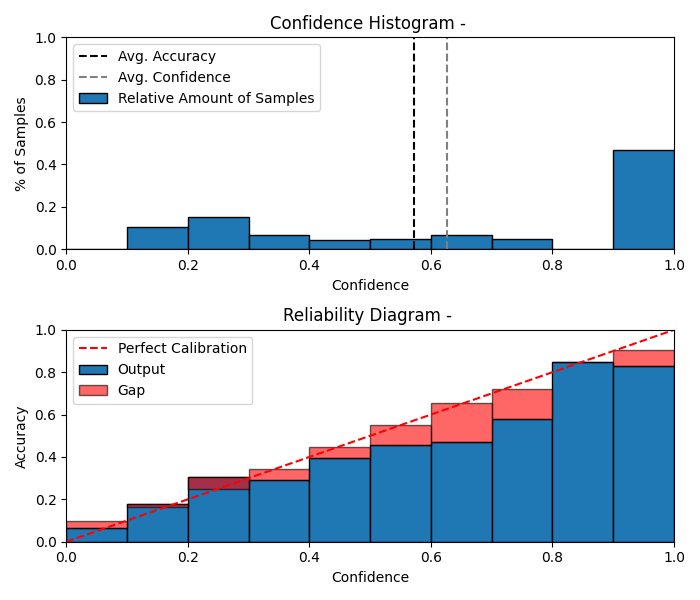 Confidence Histogram -
1.0
0.8
0.6
0.4
0.2
0.0
% of Samples
Avg. Accuracy
Avg. Confidence
Relative Amount of Samples
0.0 0.2 0.4 0.6 0.8 1.0
Confidence
Reliability Diagram -
1.0
0.8
0.6
0.4
0.2
0.0
Accuracy
Perfect Calibration
Output
Gap
0.0 0.2 0.4 0.6 0.8 1.0
Confidence